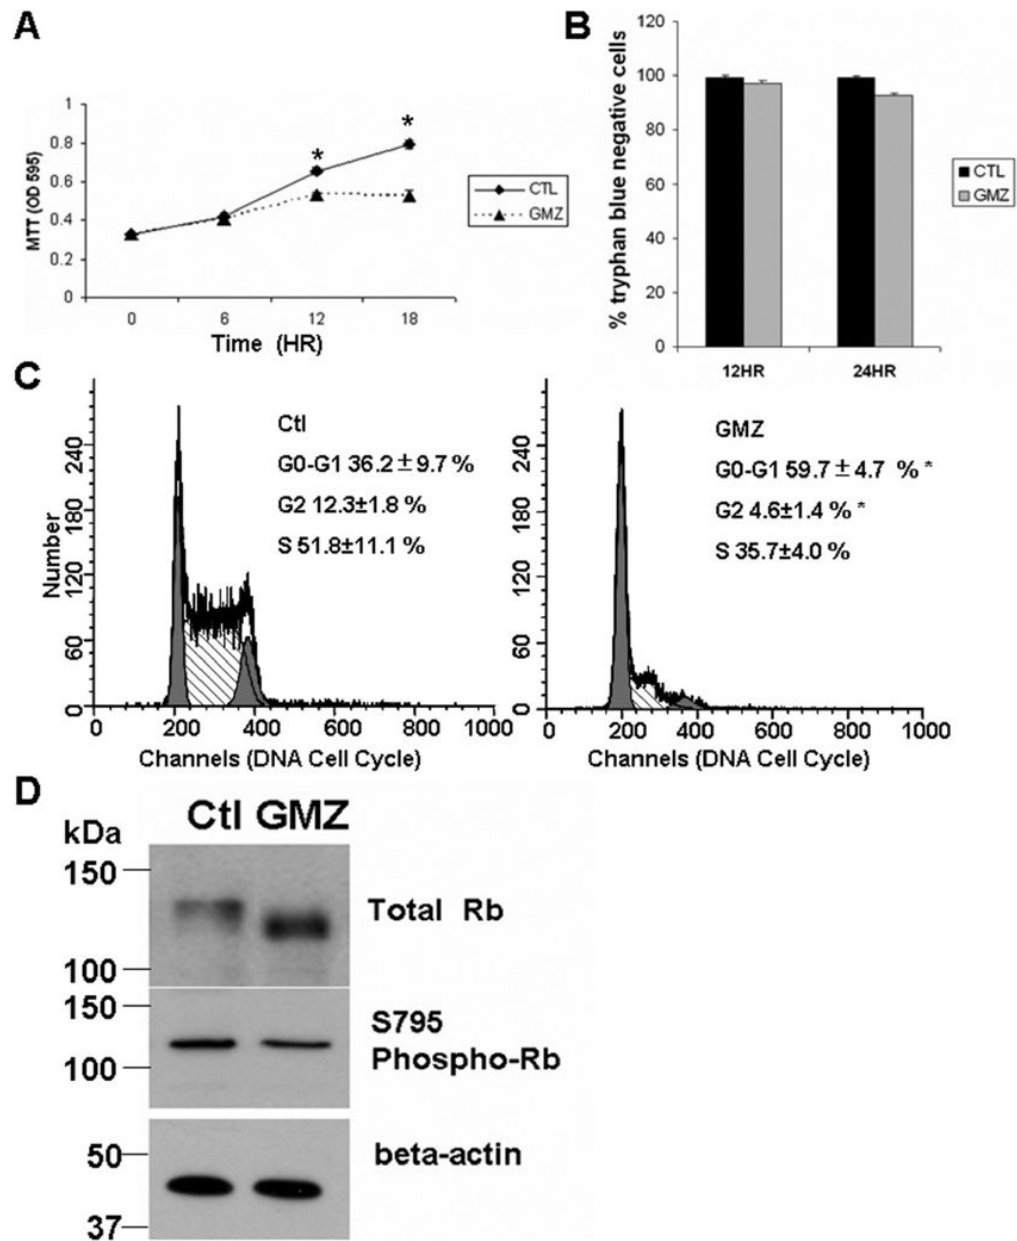 A
1
0.8
0.6
0.4
0.2
0
MTT (OD 595)
*
*
0 6 12 18
Time (HR)
CTL
GMZ
B
120
100
80
60
40
20
0
% tryphan blue negative cells
12HR 24HR
CTL
GMZ
C
Number
0 60 120 180 240
Ctl
G0-G1 36.2 ± 9.7 %
G2 12.3±1.8 %
S 51.8±11.1 %
0 200 400 600 800 1000
Channels (DNA Cell Cycle)
0 60 120 180 240
GMZ
G0-G1 59.7 ± 4.7 % *
G2 4.6±1.4 % *
S 35.7±4.0 %
0 200 400 600 800 1000
Channels (DNA Cell Cycle)
D
Ctl GMZ
kDa
150
Total Rb
100
150
S795
Phospho-Rb
100
50
beta-actin
37